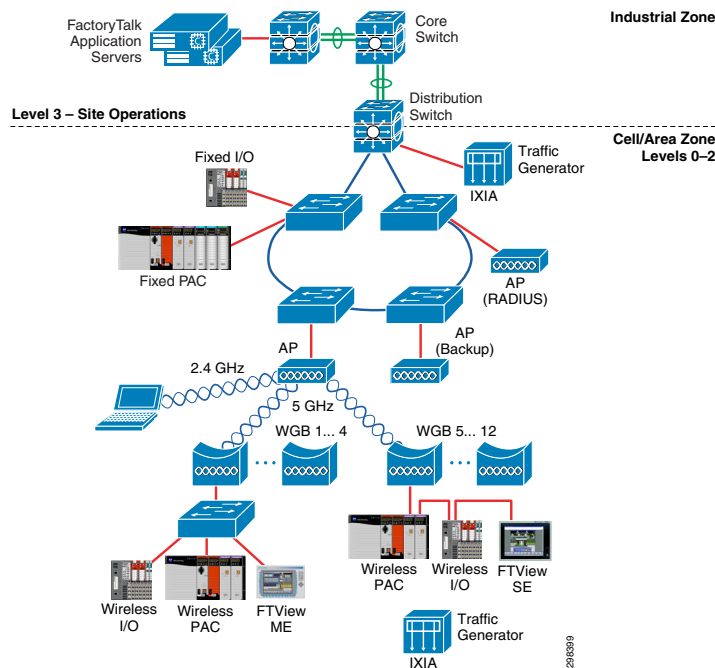 FactoryTalk
Application
Servers
Core
Switch
Industrial Zone
Distribution
Switch
Level 3 – Site Operations
Cell/Area Zone
Levels 0–2
Fixed I/O
Traffic
Generator
IXIA
Fixed PAC
AP
(RADIUS)
AP
AP
(Backup)
2.4 GHz
5 GHz
WGB 1... 4
WGB 5... 12
Wireless
PAC
Wireless
I/O
FTView
SE
Wireless
I/O
Wireless
PAC
FTView
ME
Traffic
Generator
IXIA
298399